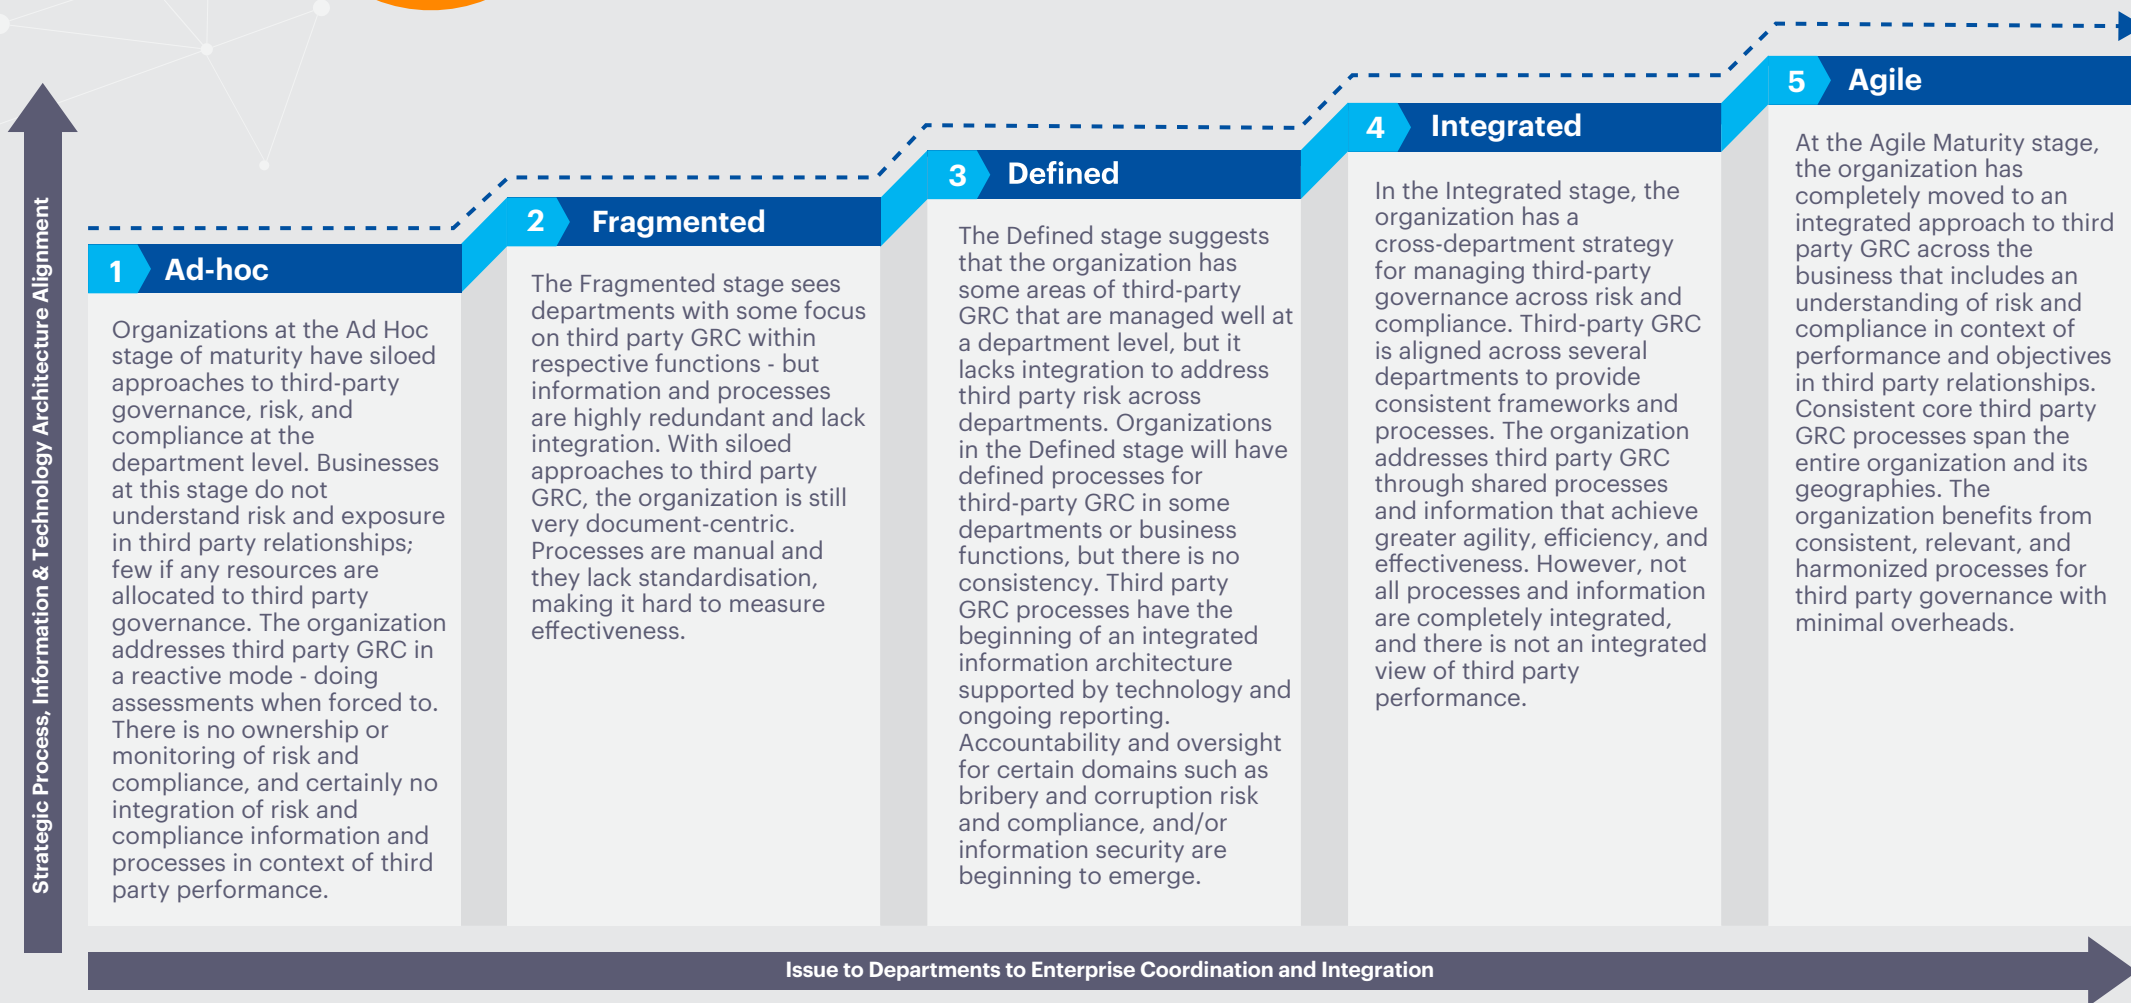 Strategic Process, Information & Technology Architecture Alignment
1 Ad-hoc
Organizations at the Ad Hoc
stage of maturity have siloed
approaches to third-party
governance, risk, and
compliance at the
department level. Businesses
at this stage do not
understand risk and exposure
in third party relationships;
few if any resources are
allocated to third party
governance. The organization
addresses third party GRC in
a reactive mode - doing
assessments when forced to.
There is no ownership or
monitoring of risk and
compliance, and certainly no
integration of risk and
compliance information and
processes in context of third
party performance.
2 Fragmented
The Fragmented stage sees
departments with some focus
on third party GRC within
respective functions - but
information and processes
are highly redundant and lack
integration. With siloed
approaches to third party
GRC, the organization is still
very document-centric.
Processes are manual and
they lack standardisation,
making it hard to measure
effectiveness.
3 Defined
The Defined stage suggests
that the organization has
some areas of third-party
GRC that are managed well at
a department level, but it
lacks integration to address
third party risk across
departments. Organizations
in the Defined stage will have
defined processes for
third-party GRC in some
departments or business
functions, but there is no
consistency. Third party
GRC processes have the
beginning of an integrated
information architecture
supported by technology and
ongoing reporting.
Accountability and oversight
for certain domains such as
bribery and corruption risk
and compliance, and/or
information security are
beginning to emerge.
4 Integrated
In the Integrated stage, the
organization has a
cross-department strategy
for managing third-party
governance across risk and
compliance. Third-party GRC
is aligned across several
departments to provide
consistent frameworks and
processes. The organization
addresses third party GRC
through shared processes
and information that achieve
greater agility, efficiency, and
effectiveness. However, not
all processes and information
are completely integrated,
and there is not an integrated
view of third party
performance.
5 Agile
At the Agile Maturity stage,
the organization has
completely moved to an
integrated approach to third
party GRC across the
business that includes an
understanding of risk and
compliance in context of
performance and objectives
in third party relationships.
Consistent core third party
GRC processes span the
entire organization and its
geographies. The
organization benefits from
consistent, relevant, and
harmonized processes for
third party governance with
minimal overheads.
Issue to Departments to Enterprise Coordination and Integration